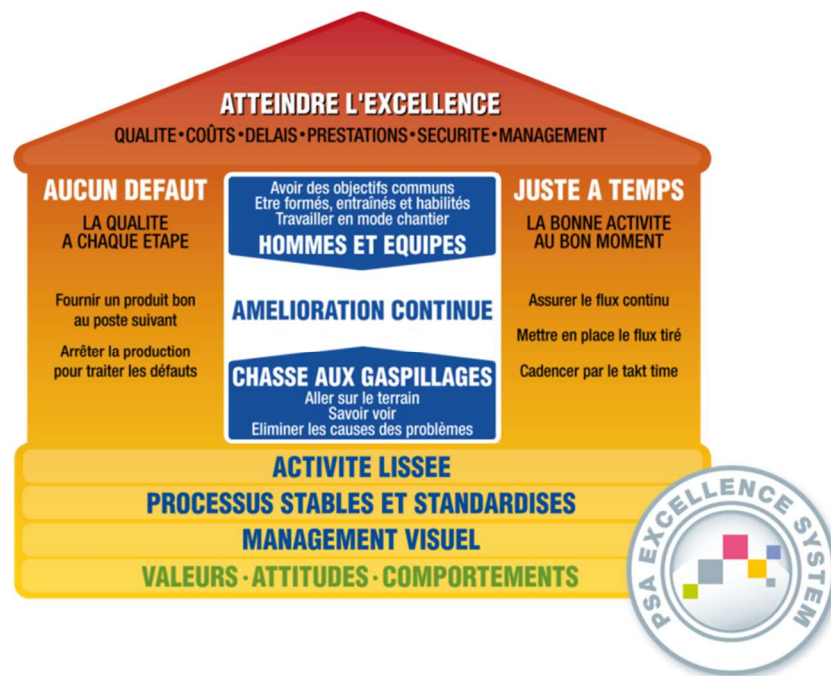 ATTEINDRE L'EXCELLENCE
QUALITE•COÛTS•DELAIS•PRESTATIONS•SECURITE•MANAGEMENT
AUCUN DEFAUT
LA QUALITE
A CHAQUE ETAPE
Fournir un produit bon
au poste suivant
Arrêter la production
pour traiter les défauts
Avoir des objectifs communs
Etre formés, entraînés et habilités
Travailler en mode chantier
HOMMES ET EQUIPES
AMELIORATION CONTINUE
CHASSE AUX GASPILLAGES
Aller sur le terrain
Savoir voir
Eliminer les causes des problèmes
JUSTE A TEMPS
LA BONNE ACTIVITE
AU BON MOMENT
Assurer le flux continu
Mettre en place le flux tiré
Cadencer par le takt time
ACTIVITE LISSEE
PROCESSUS STABLES ET STANDARDISES
MANAGEMENT VISUEL
VALEURS·ATTITUDES·COMPORTEMENTS
PSA EXCELLENCE SYSTEM